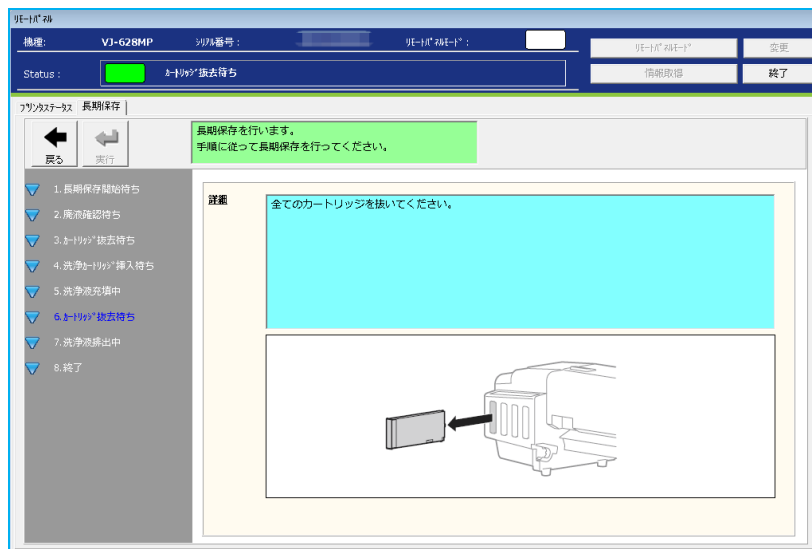 ﾘﾓｰﾄﾊﾟﾈﾙ
機種: VJ-628MP ｼﾘｱﾙ番号 : ﾘﾓｰﾄﾊﾟﾈﾙﾓｰﾄﾞ :
ﾘﾓｰﾄﾊﾟﾈﾙﾓｰﾄﾞ 変更
Status : ｶｰﾄﾘｯｼﾞ抜去待ち
情報取得 終了
ﾌﾟﾘﾝﾀｽﾃｰﾀｽ 長期保存
戻る 実行
長期保存を行います。
手順に従って長期保存を行ってください。
1.長期保存開始待ち
2.廃液確認待ち
3.ｶｰﾄﾘｯｼﾞ抜去待ち
4.洗浄ｶｰﾄﾘｯｼﾞ挿入待ち
5.洗浄液充填中
6.ｶｰﾄﾘｯｼﾞ抜去待ち
7.洗浄液排出中
8.終了
詳細
全てのカートリッジを抜いてください。